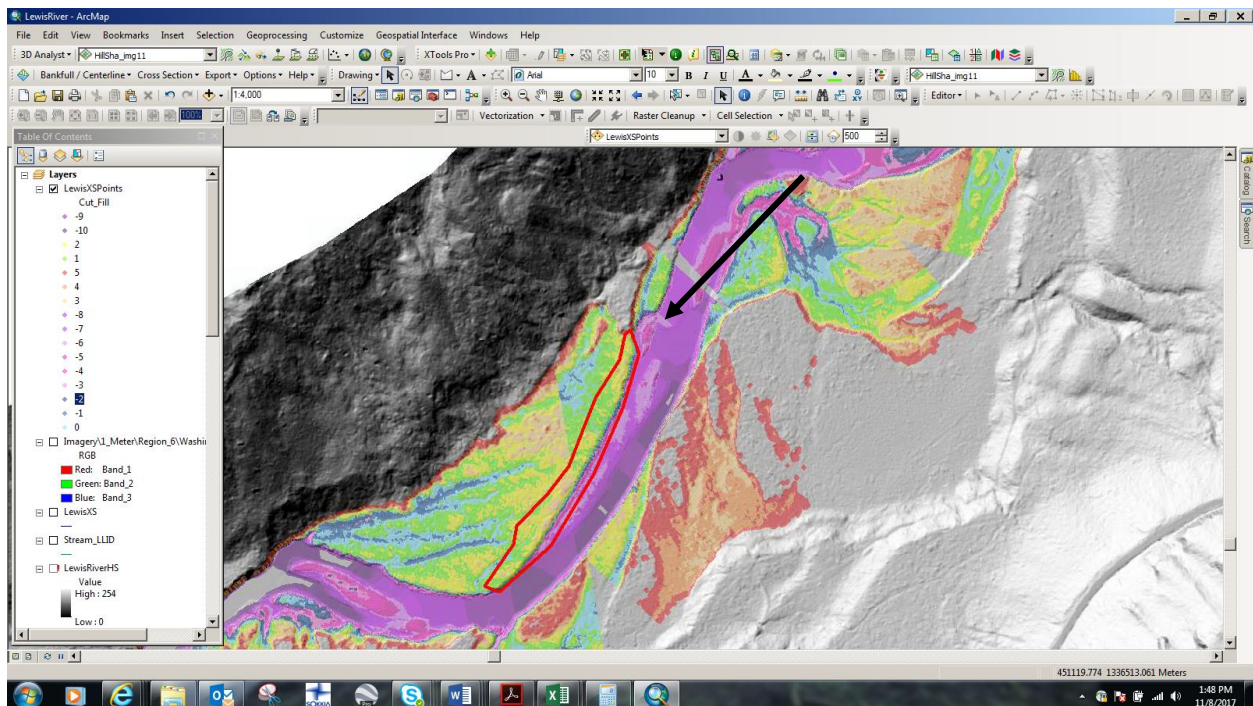 LewisRiver - ArcMap
File Edit View Bookmarks Insert Selection Geoprocessing Customize Geospatial Interface Windows Help
3D Analyst HillSha_img11 XTools Pro HillSha_img11
Bankfull / Centerline Cross Section Export Options Help Drawing Arial 10 B I U A
1:4,000 Editor
100% Vectorization Raster Cleanup Cell Selection
LewisXSPoints 500
Table Of Contents
Layers
LewisXSPoints
Cut_Fill
-9
-10
2
1
5
4
3
-8
-7
-6
-5
-4
-3
-2
-1
0
Imagery\1_Meter\Region_6\Washi
RGB
Red: Band_1
Green: Band_2
Blue: Band_3
LewisXS
Stream_LLID
LewisRiverHS
Value
High : 254
Low : 0
Catalog
Search
451119.774 1336513.061 Meters
SOKKIA
1:48 PM
11/8/2017